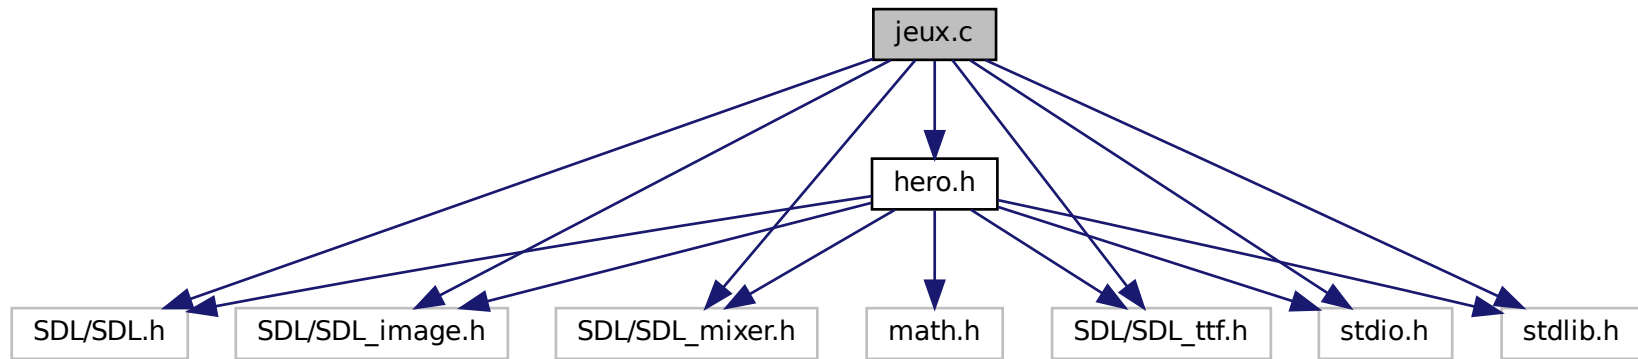 jeux.c
hero.h
SDL/SDL.h
SDL/SDL_image.h
SDL/SDL_mixer.h
math.h
SDL/SDL_ttf.h
stdio.h
stdlib.h